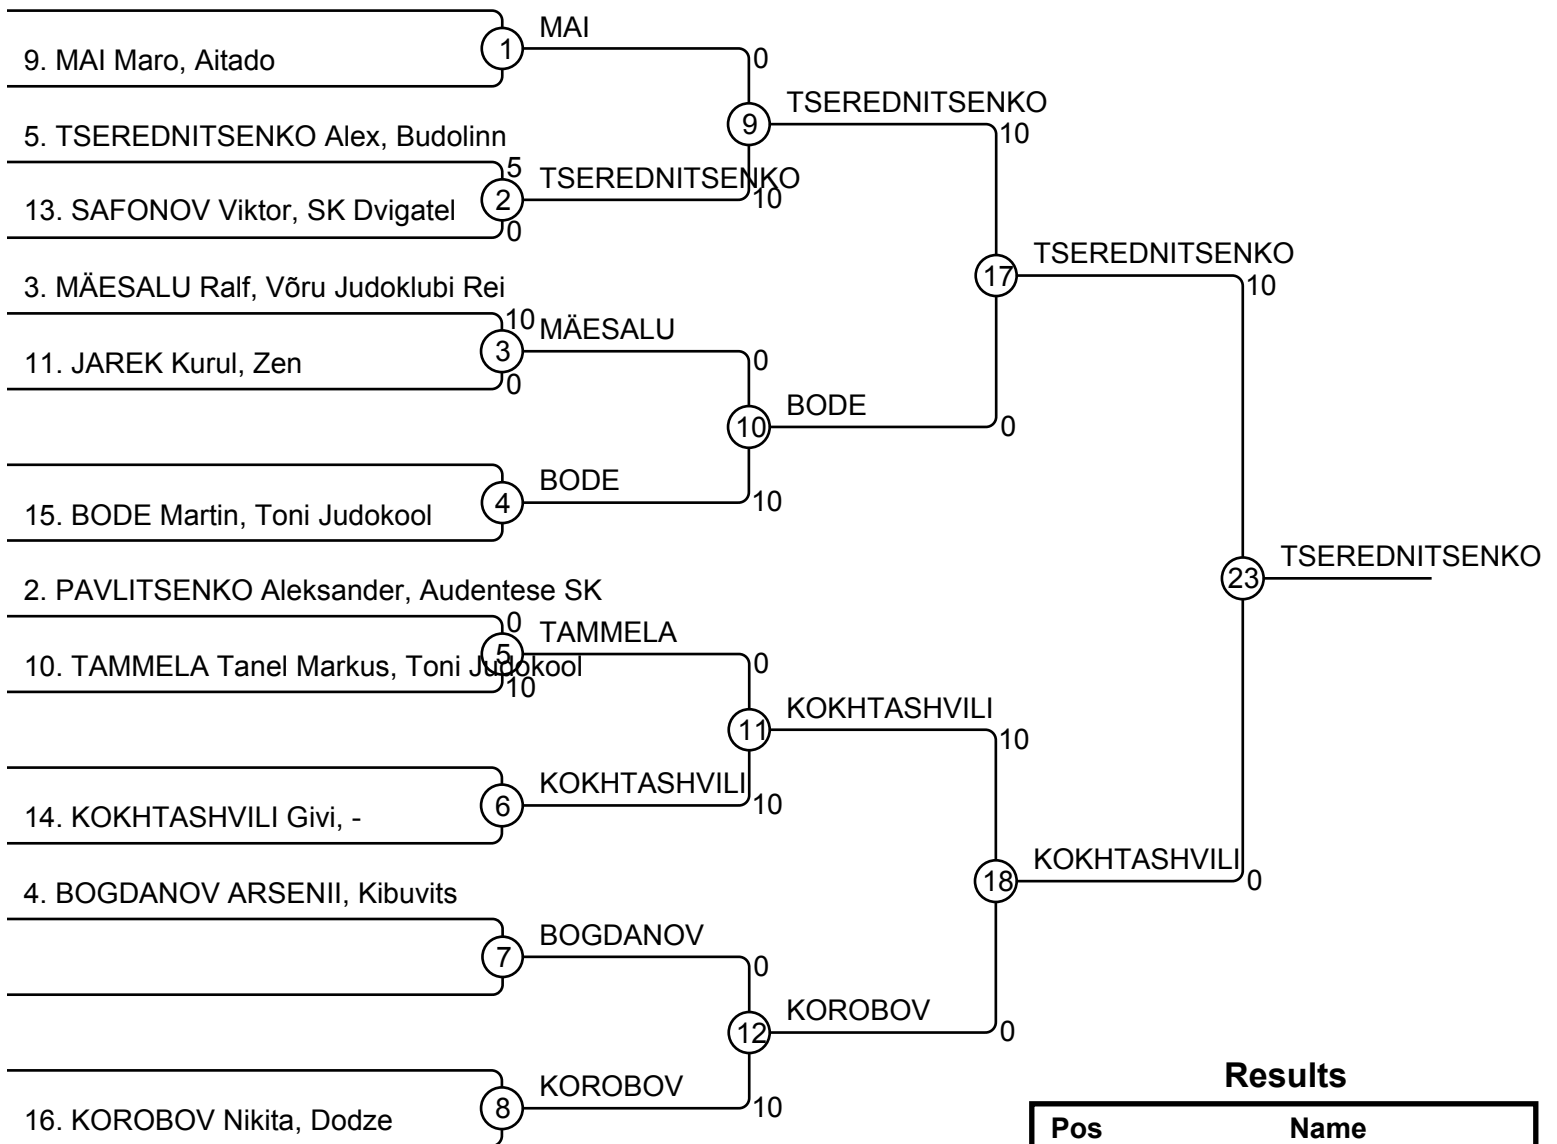 MAI
9. MAI Maro, Aitado
1
0
TSEREDNITSENKO
9
10
5. TSEREDNITSENKO Alex, Budolinn
5
TSEREDNITSENKO
2
10
13. SAFONOV Viktor, SK Dvigatel
0
TSEREDNITSENKO
17
10
3. MÄESALU Ralf, Võru Judoklubi Rei
10
MÄESALU
3
0
11. JAREK Kurul, Zen
0
BODE
10
0
BODE
4
10
15. BODE Martin, Toni Judokool
TSEREDNITSENKO
23
2. PAVLITSENKO Aleksander, Audentese SK
0
TAMMELA
5
0
10. TAMMELA Tanel Markus, Toni Judokool
10
KOKHTASHVILI
11
10
KOKHTASHVILI
6
10
14. KOKHTASHVILI Givi, -
KOKHTASHVILI
18
0
4. BOGDANOV ARSENII, Kibuvits
BOGDANOV
7
0
KOROBOV
12
0
KOROBOV
8
10
16. KOROBOV Nikita, Dodze
Results
Pos Name